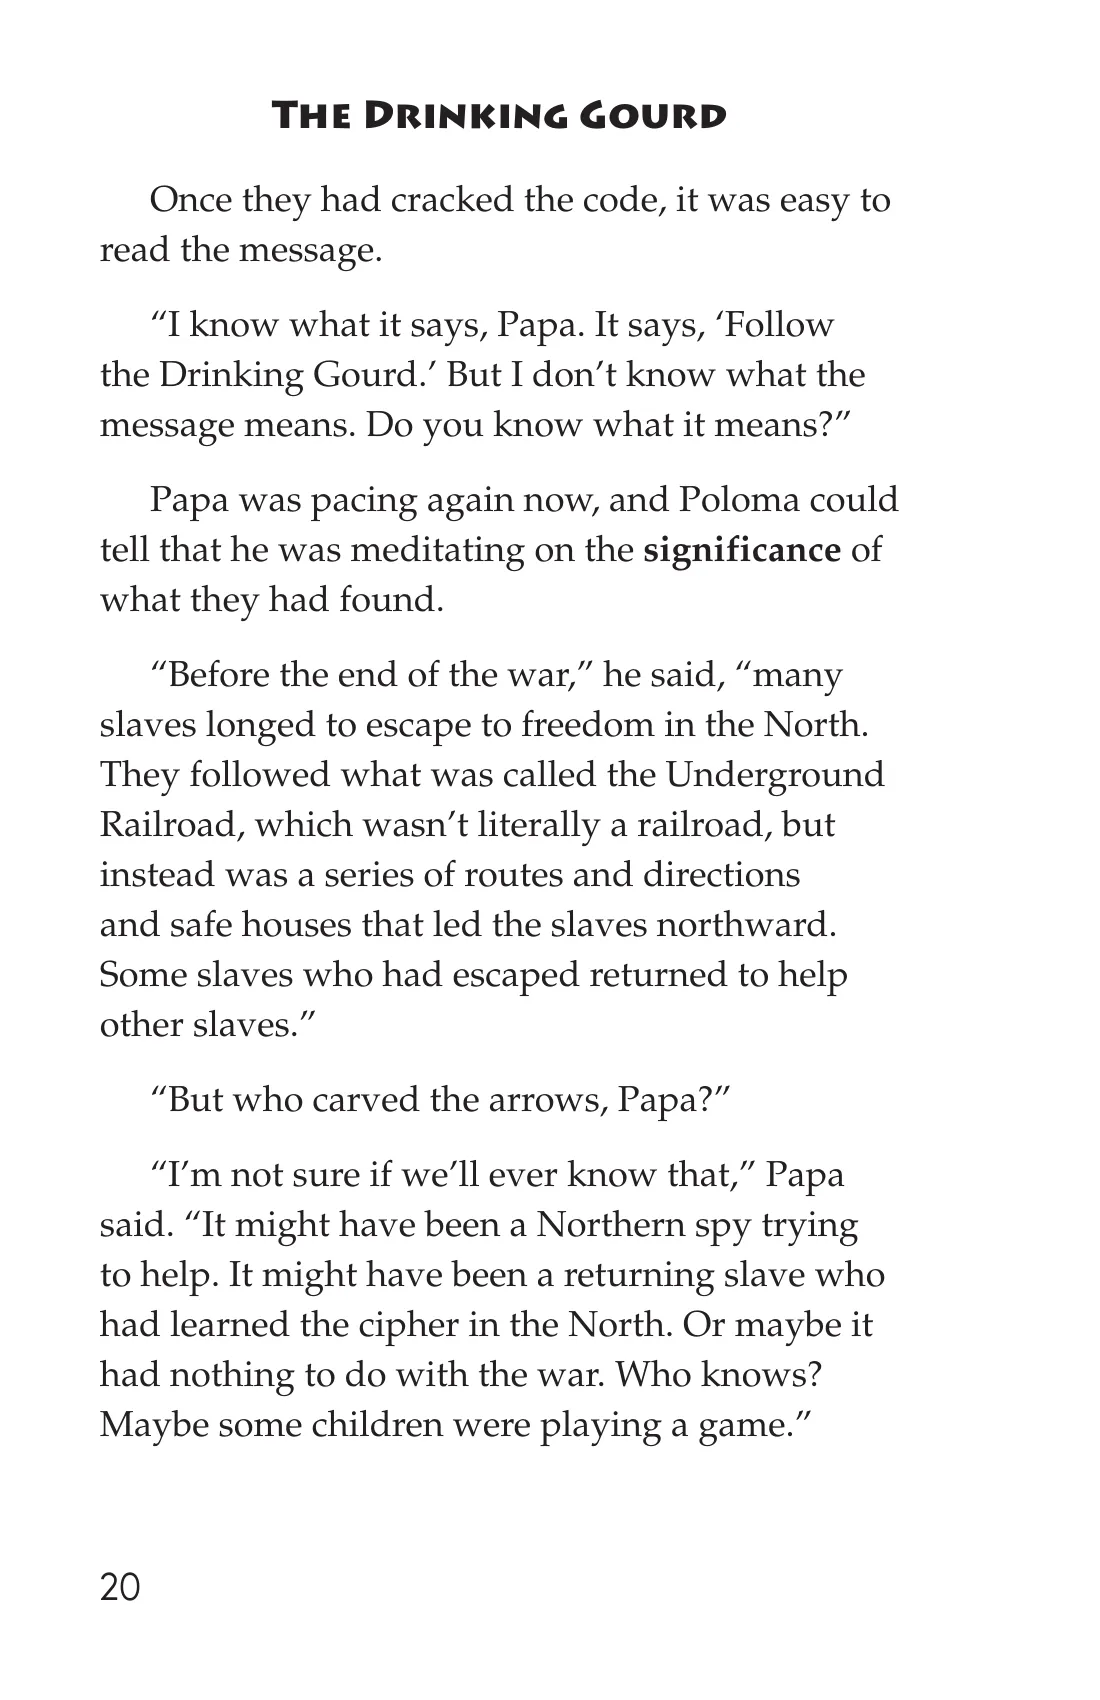 The Drinking Gourd
Once they had cracked the code, it was easy to
read the message.
“I know what it says, Papa. It says, ‘Follow
the Drinking Gourd.’ But I don’t know what the
message means. Do you know what it means?”
Papa was pacing again now, and Poloma could
tell that he was meditating on the significance of
what they had found.
“Before the end of the war,” he said, “many
slaves longed to escape to freedom in the North.
They followed what was called the Underground
Railroad, which wasn’t literally a railroad, but
instead was a series of routes and directions
and safe houses that led the slaves northward.
Some slaves who had escaped returned to help
other slaves.”
“But who carved the arrows, Papa?”
“I’m not sure if we’ll ever know that,” Papa
said. “It might have been a Northern spy trying
to help. It might have been a returning slave who
had learned the cipher in the North. Or maybe it
had nothing to do with the war. Who knows?
Maybe some children were playing a game.”
20